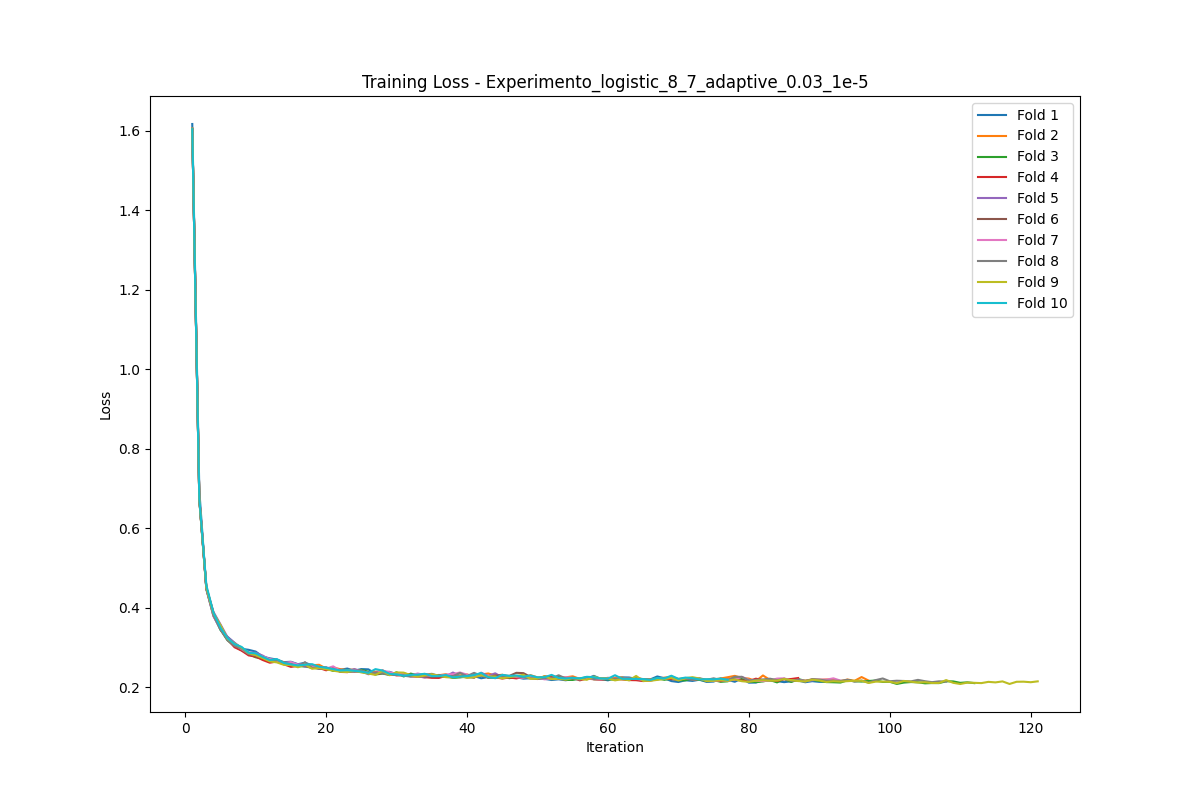 Training Loss - Experimento_logistic_8_7_adaptive_0.03_1e-5
Fold 1
Fold 2
Fold 3
Fold 4
Fold 5
Fold 6
Fold 7
Fold 8
Fold 9
Fold 10
1.6
1.4
1.2
1.0
0.8
0.6
0.4
0.2
Loss
0 20 40 60 80 100 120
Iteration